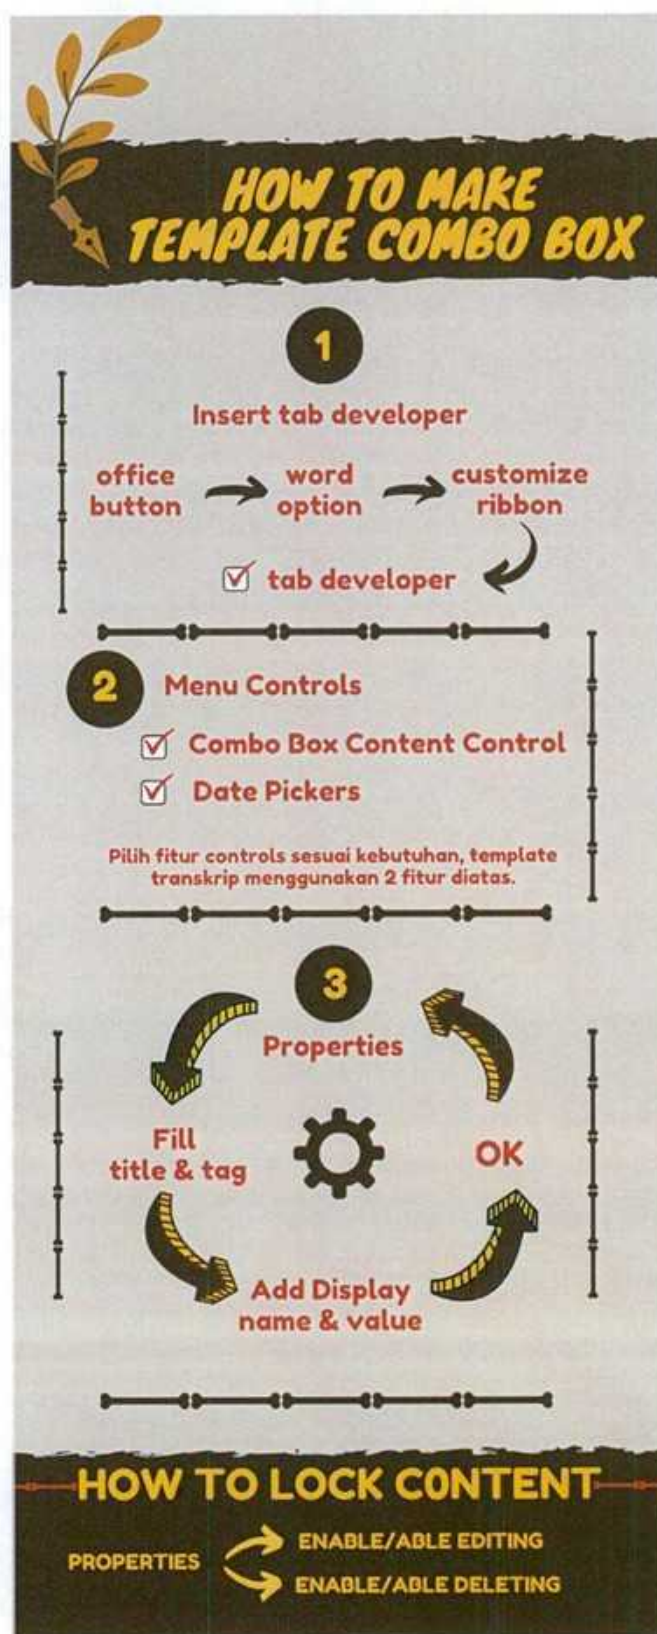 HOW TO MAKE
TEMPLATE COMBO BOX
1
Insert tab developer
office
button
word
option
customize
ribbon
tab developer
2
Menu Controls
Combo Box Content Control
Date Pickers
Pilih fitur controls sesuai kebutuhan, template
transkrip menggunakan 2 fitur diatas.
3
Properties
Fill
title & tag
OK
Add Display
name & value
HOW TO LOCK C0NTENT
PROPERTIES
ENABLE/ABLE EDITING
ENABLE/ABLE DELETING